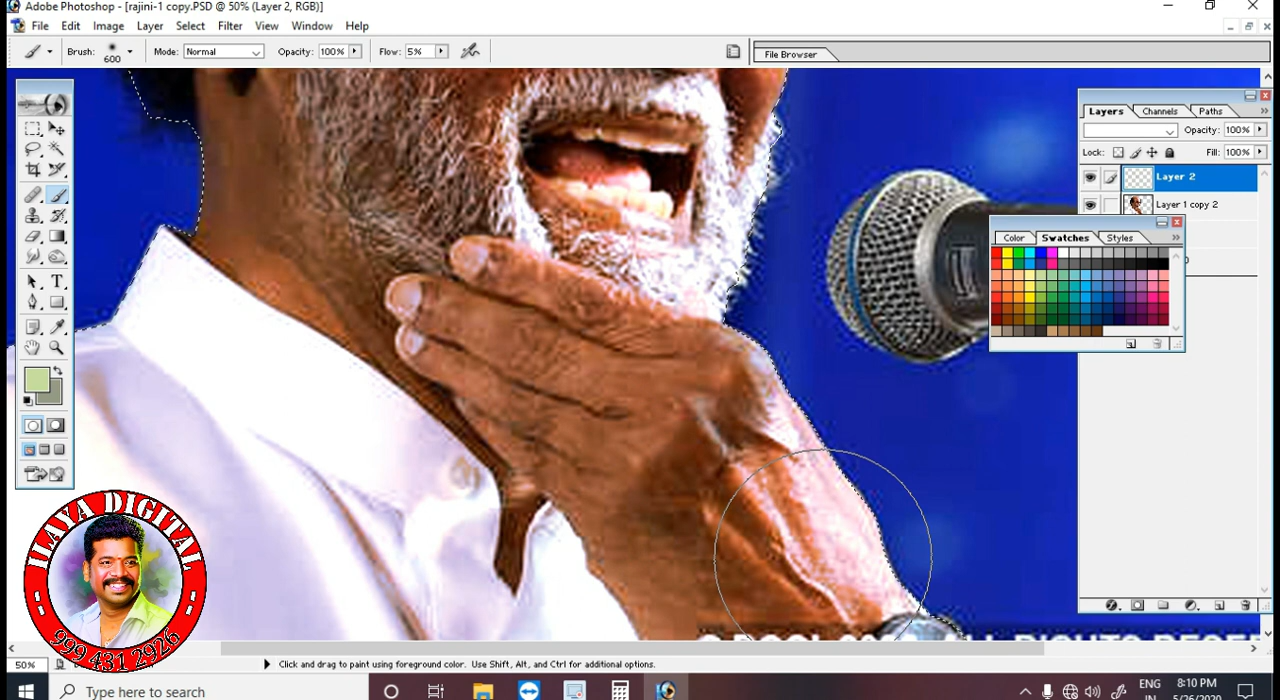 Adobe Photoshop - [rajini-1 copy.PSD @ 50% (Layer 2, RGB)]
File Edit Image Layer Select Filter View Window Help
Brush: 600 Mode: Normal Opacity: 100% Flow: 5% File Browser
Layers Channels Paths
Opacity: 100%
Lock: Fill: 100%
Layer 2
Layer 1 copy 2
Color Swatches Styles
ILAYA DIGITAL
999 431 2926
ALL RIGHTS
50% Click and drag to paint using foreground color. Use Shift, Alt, and Ctrl for additional options.
Type here to search
ENG 8:10 PM
IN 5/26/2020